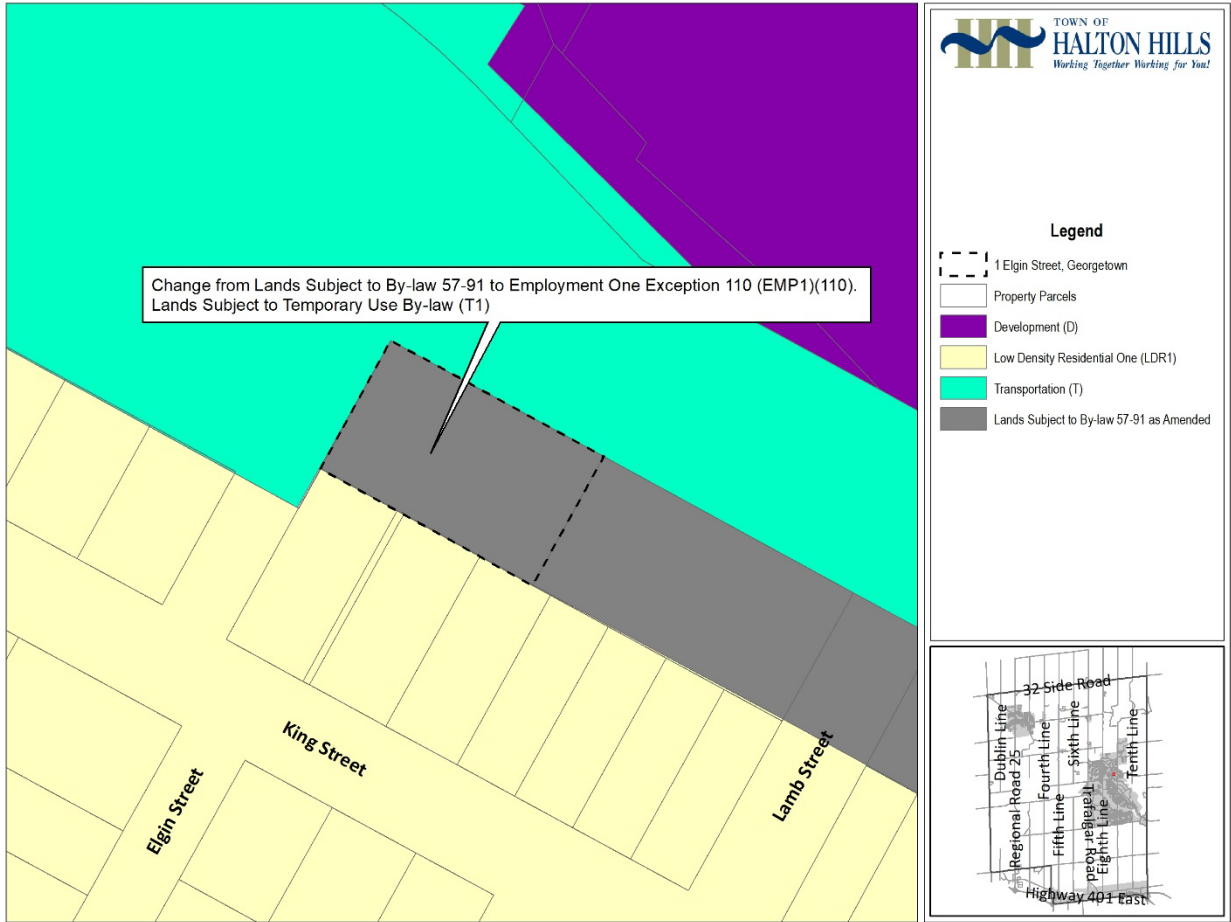 Change from Lands Subject to By-law 57-91 to Employment One Exception 110 (EMP1)(110).
Lands Subject to Temporary Use By-law (T1)
King Street
Elgin Street
Lamb Street
TOWN OF
HALTON HILLS
Working Together Working for You!
Legend
1 Elgin Street, Georgetown
Property Parcels
Development (D)
Low Density Residential One (LDR1)
Transportation (T)
Lands Subject to By-law 57-91 as Amended
32 Side Road
Dublin Line
Regional Road 25
Fourth Line
Fifth Line
Sixth Line
Trafalgar Road
Eighth Line
Tenth Line
Highway 401 East